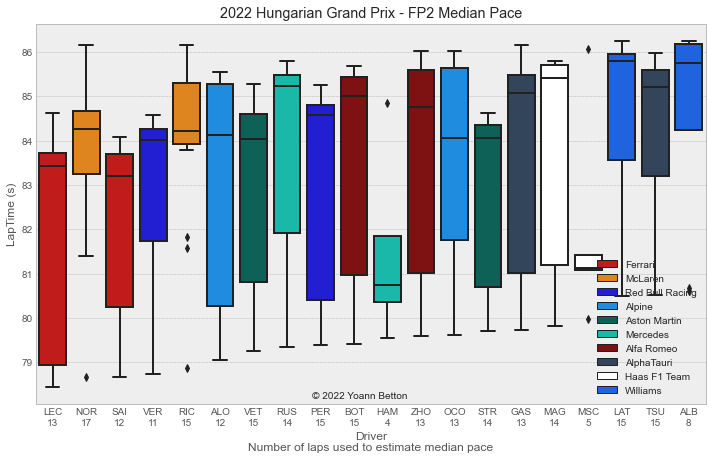 2022 Hungarian Grand Prix - FP2 Median Pace
LapTime (s)
86
85
84
83
82
81
80
79
Ferrari
McLaren
Red Bull Racing
Alpine
Aston Martin
Mercedes
Alfa Romeo
AlphaTauri
Haas F1 Team
Williams
© 2022 Yoann Betton
LEC NOR SAI VER RIC ALO VET RUS PER BOT HAM ZHO OCO STR GAS MAG MSC LAT TSU ALB
13 17 12 11 15 12 15 14 15 15 4 13 13 14 13 14 5 15 15 8
Driver
Number of laps used to estimate median pace